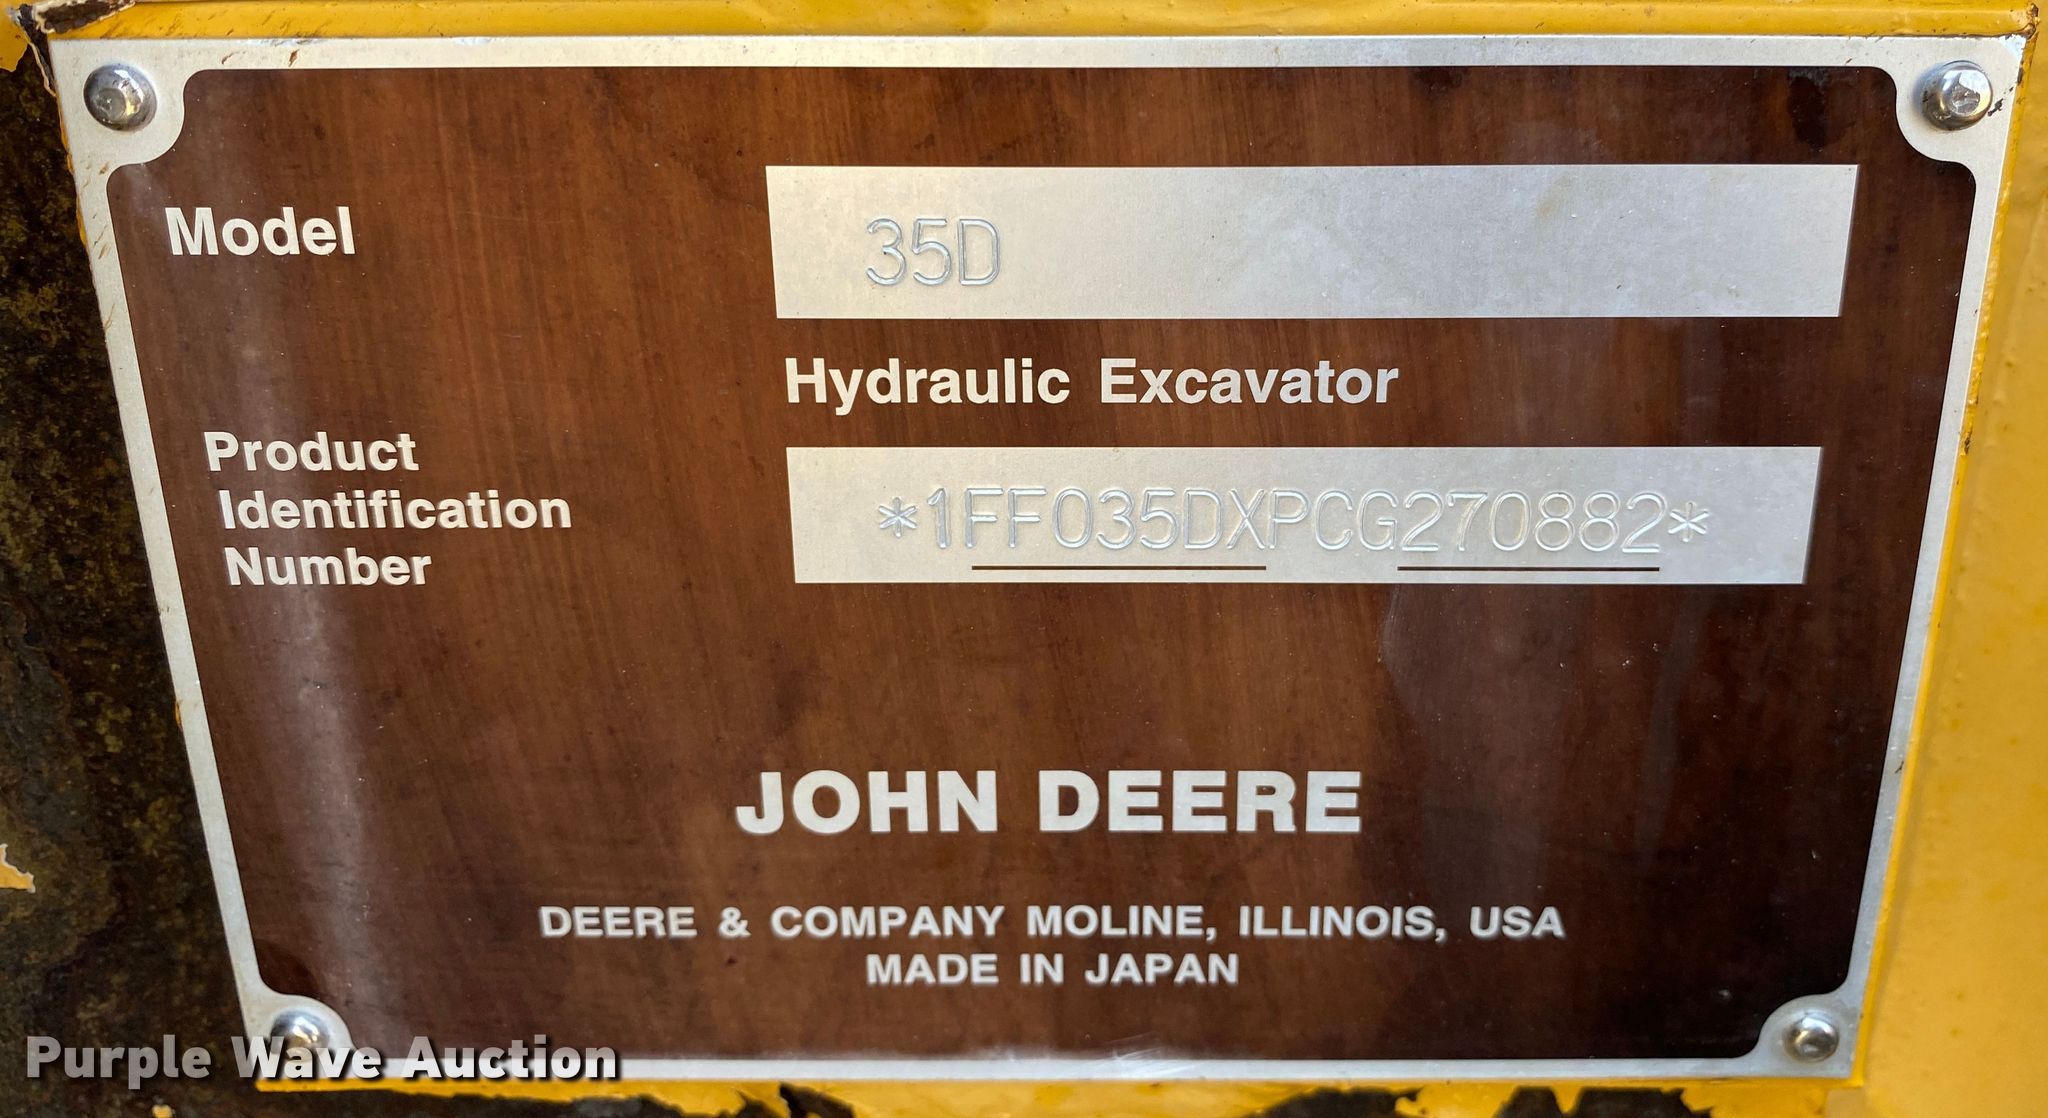 Model
35D
Hydraulic Excavator
Product
Identification
Number
*1FF035DXPCG270882*
JOHN DEERE
DEERE & COMPANY MOLINE, ILLINOIS, USA
MADE IN JAPAN
Purple Wave Auction